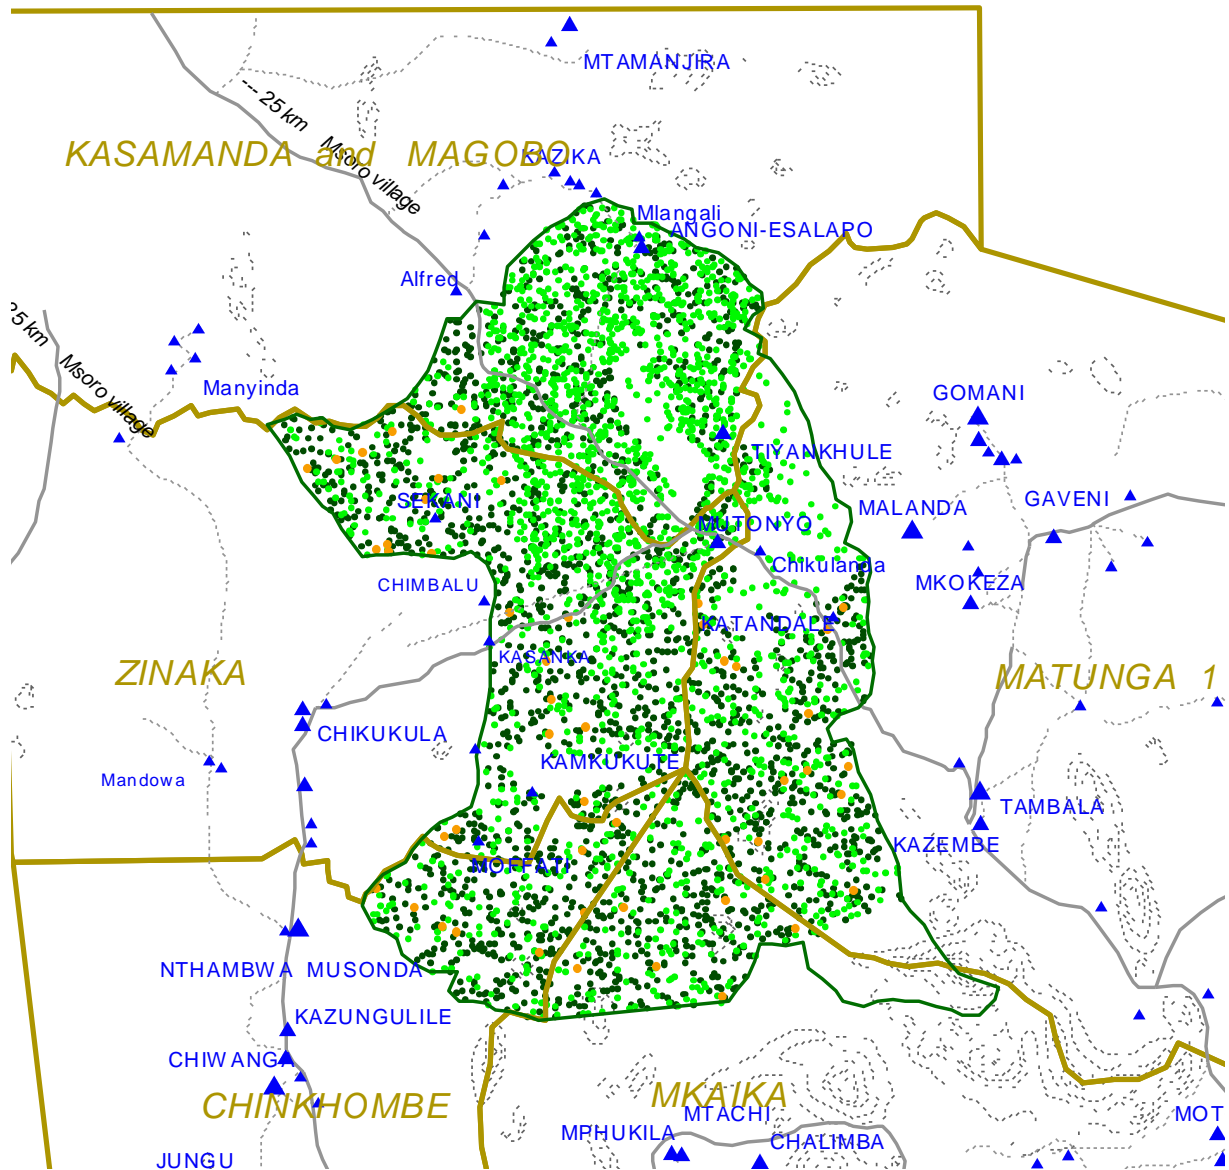 MTAMANJIRA
--- 25 km Msoro village
KASAMANDA and MAGOBO
KAZIKA
Mlangali
ANGONI-ESALAPO
Alfred
25 km Msoro village
Manyinda
GOMANI
TIYANKHULE
SEKANI
MALANDA
GAVENI
MUTONYO
Chikulanda
CHIMBALU
MKOKEZA
KATANDALE
KASANKA
ZINAKA
MATUNGA 1
CHIKUKULA
KAMKUKUTE
Mandowa
TAMBALA
KAZEMBE
MOFFATI
NTHAMBWA MUSONDA
KAZUNGULILE
CHIWANGA
CHINKHOMBE
MKAIKA
MTACHI
MOT
MPHUKILA
CHALIMBA
JUNGU